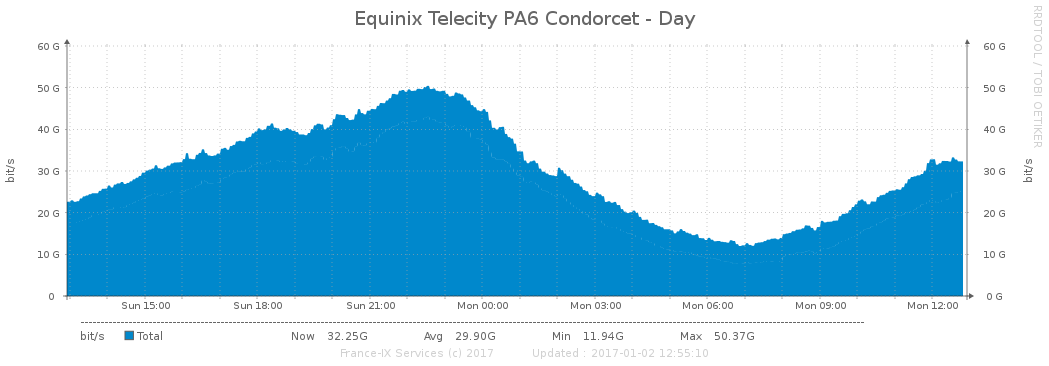 Equinix Telecity PA6 Condorcet - Day
RRDTOOL / TOBI OETIKER
60 G 60 G
50 G 50 G
40 G 40 G
30 G 30 G
20 G 20 G
10 G 10 G
0 0 G
bit/s
bit/s
Sun 15:00 Sun 18:00 Sun 21:00 Mon 00:00 Mon 03:00 Mon 06:00 Mon 09:00 Mon 12:00
bit/s Total Now 32.25G Avg 29.90G Min 11.94G Max 50.37G
France-IX Services (c) 2017 Updated : 2017-01-02 12:55:10